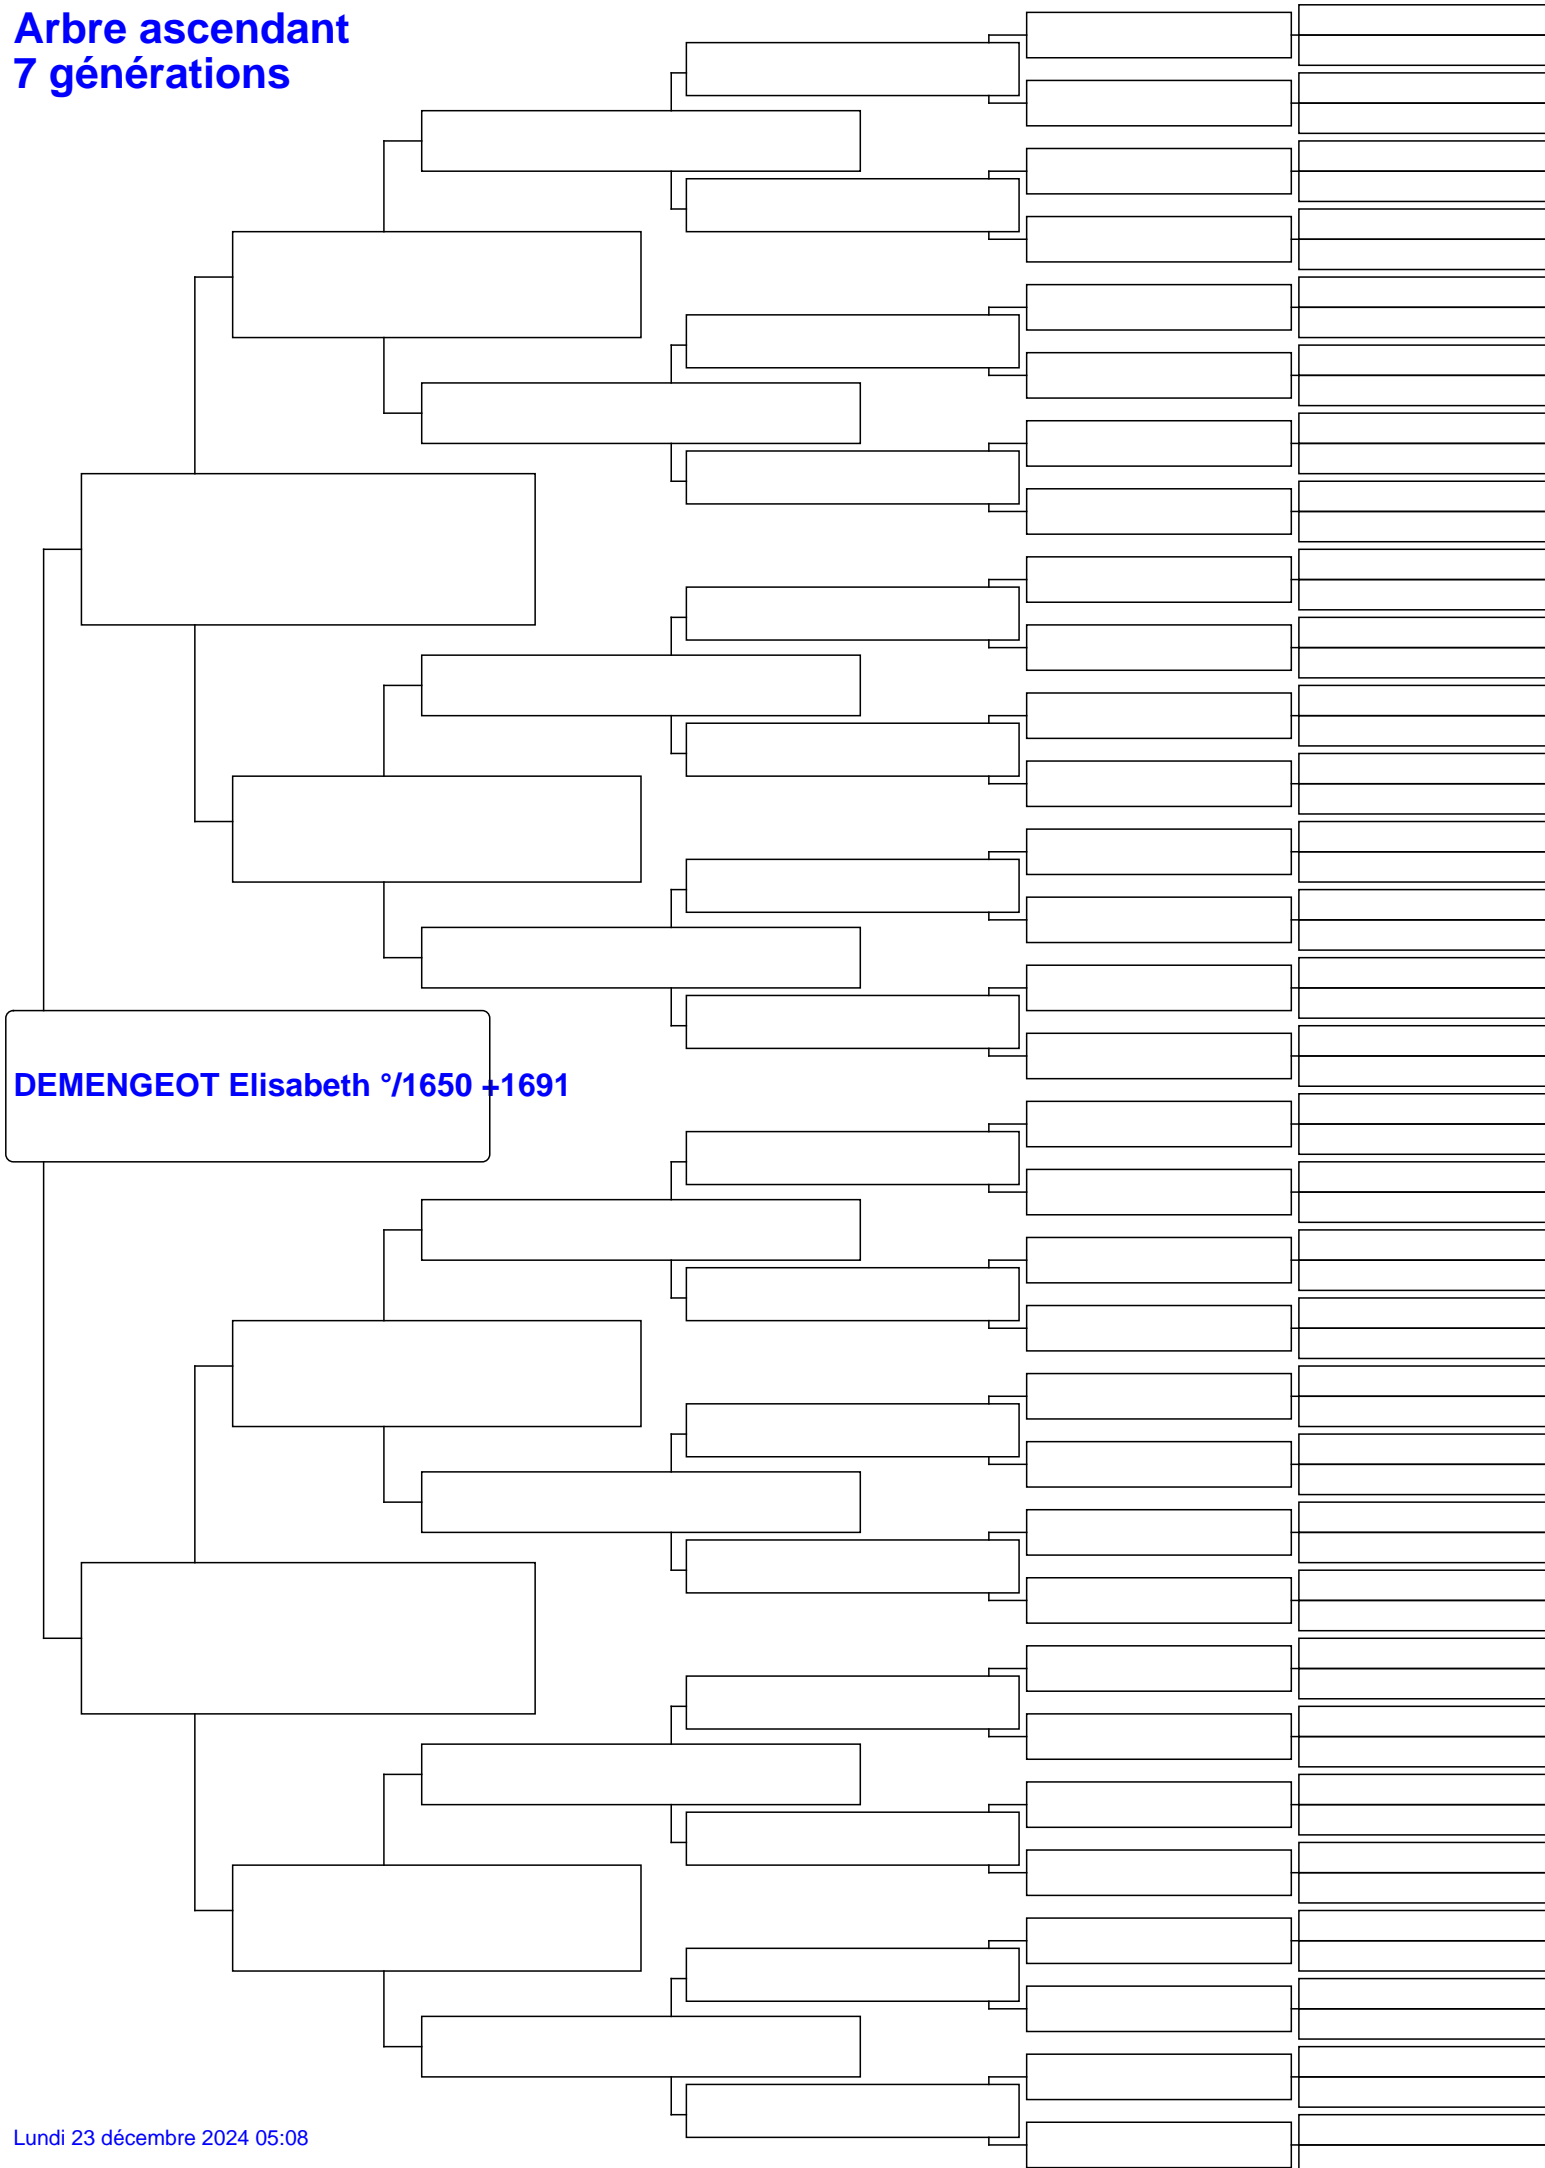 Arbre ascendant
7 générations
DEMENGEOT Elisabeth °/1650 +1691
Lundi 23 décembre 2024 05:08